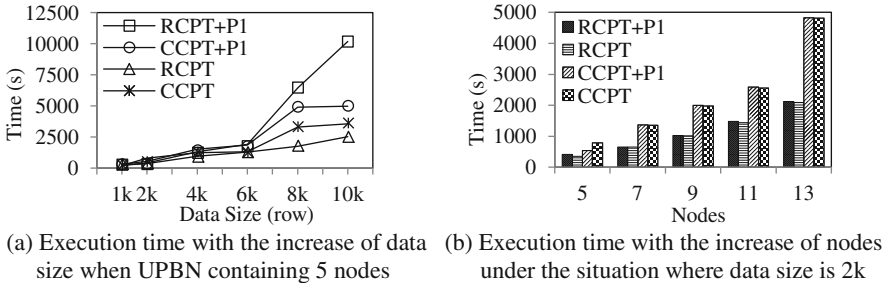 12500
10000
7500
5000
2500
0
Time (s)
RCPT+P1
CCPT+P1
RCPT
CCPT
1k 2k 4k 6k 8k 10k
Data Size (row)
(a) Execution time with the increase of data
size when UPBN containing 5 nodes
5000
4000
3000
2000
1000
0
Time (s)
RCPT+P1
RCPT
CCPT+P1
CCPT
5 7 9 11 13
Nodes
(b) Execution time with the increase of nodes
under the situation where data size is 2k